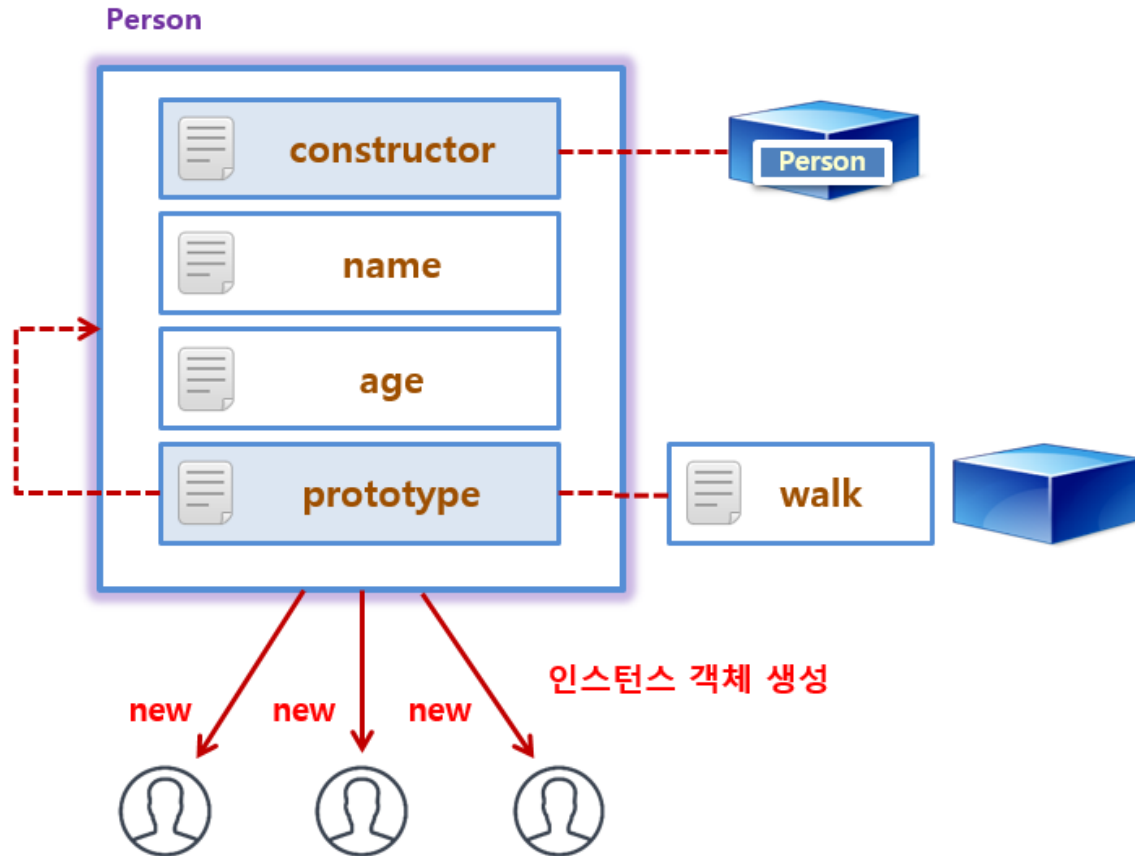 Person
constructor
Person
name
age
prototype
walk
인스턴스 객체 생성
new
new
new